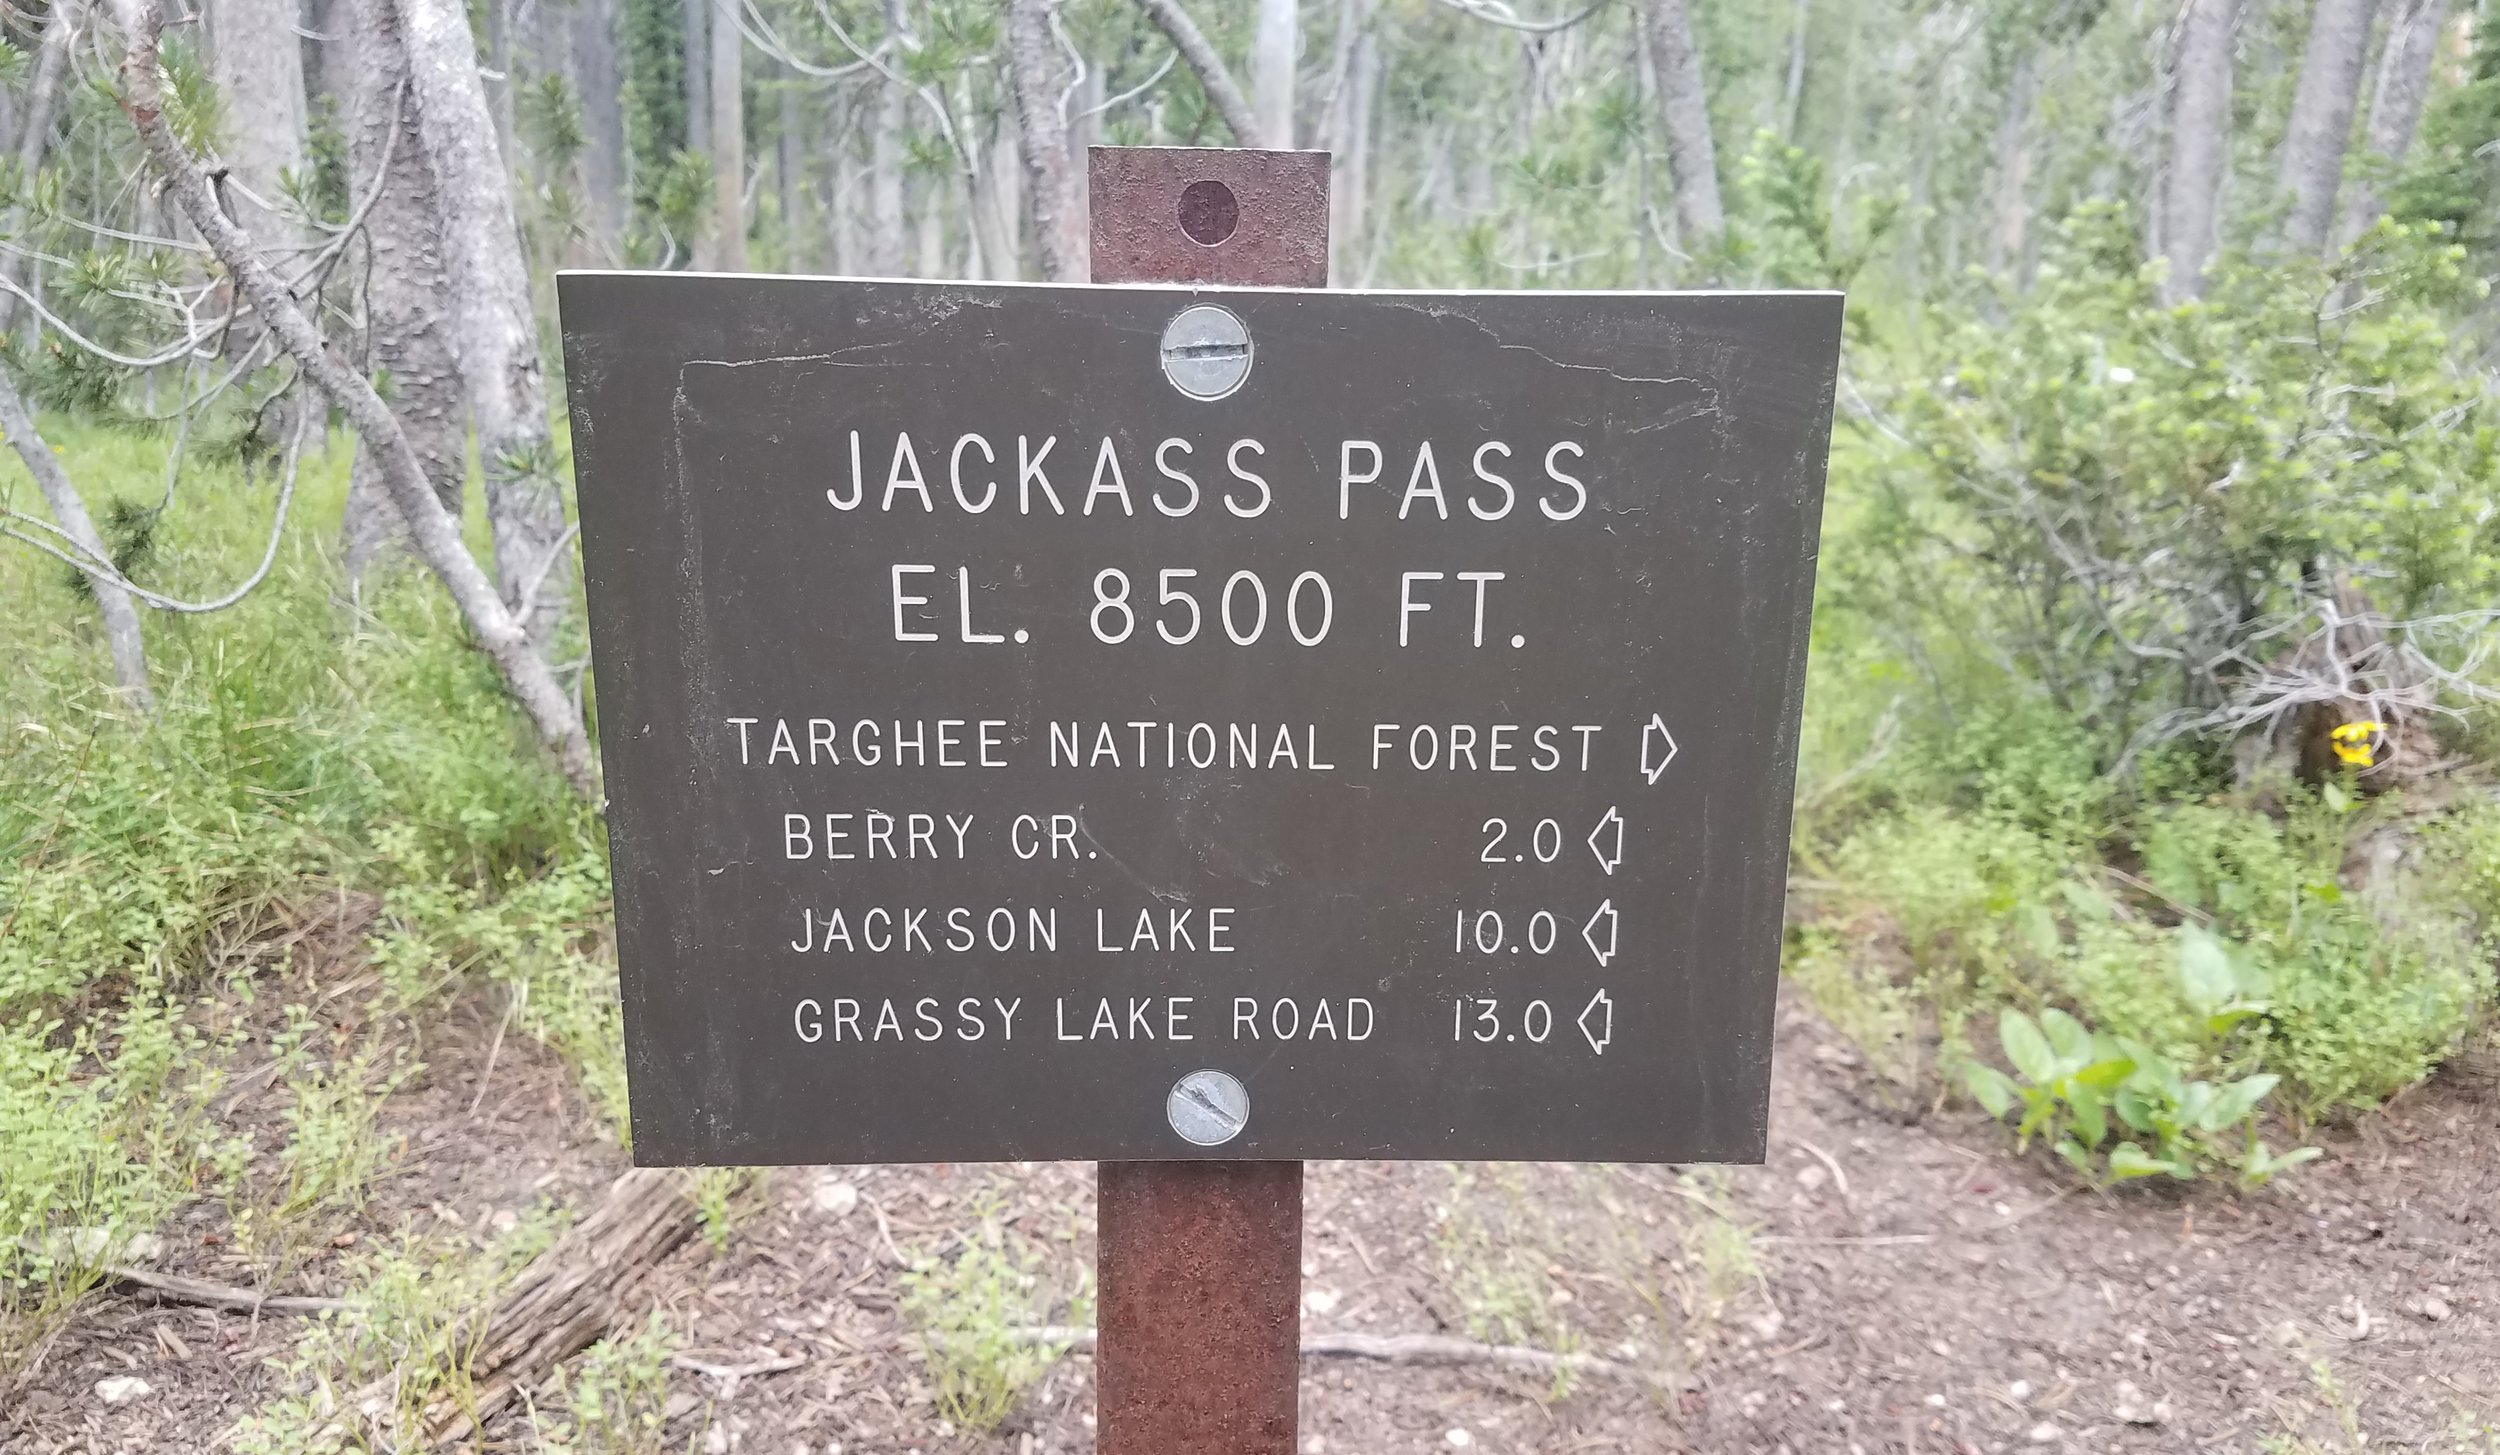 JACKASS PASS
EL. 8500 FT.
TARGHEE NATIONAL FOREST
BERRY CR. 2.0
JACKSON LAKE 10.0
GRASSY LAKE ROAD 13.0